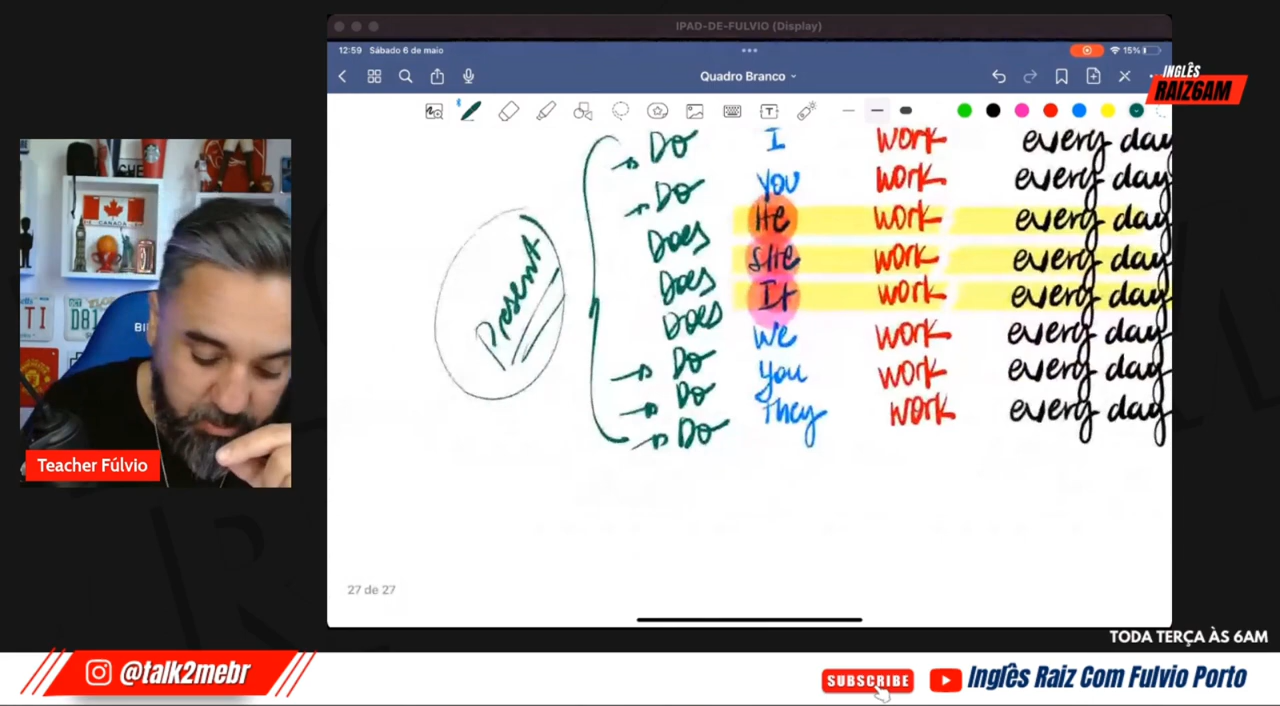 IPAD-DE-FULVIO (Display)
12:59 Sábado 6 de maio
15%
Quadro Branco
INGLÊS
RAIZ6AM
Do I work every day
Do you work every day
Does He work every day
Does she work every day
Does It work every day
Do we work every day
Do you work every day
Do they work every day
Present
CANADA
Teacher Fúlvio
27 de 27
TODA TERÇA ÀS 6AM
@talk2mebr
SUBSCRIBE
Inglês Raiz Com Fulvio Porto